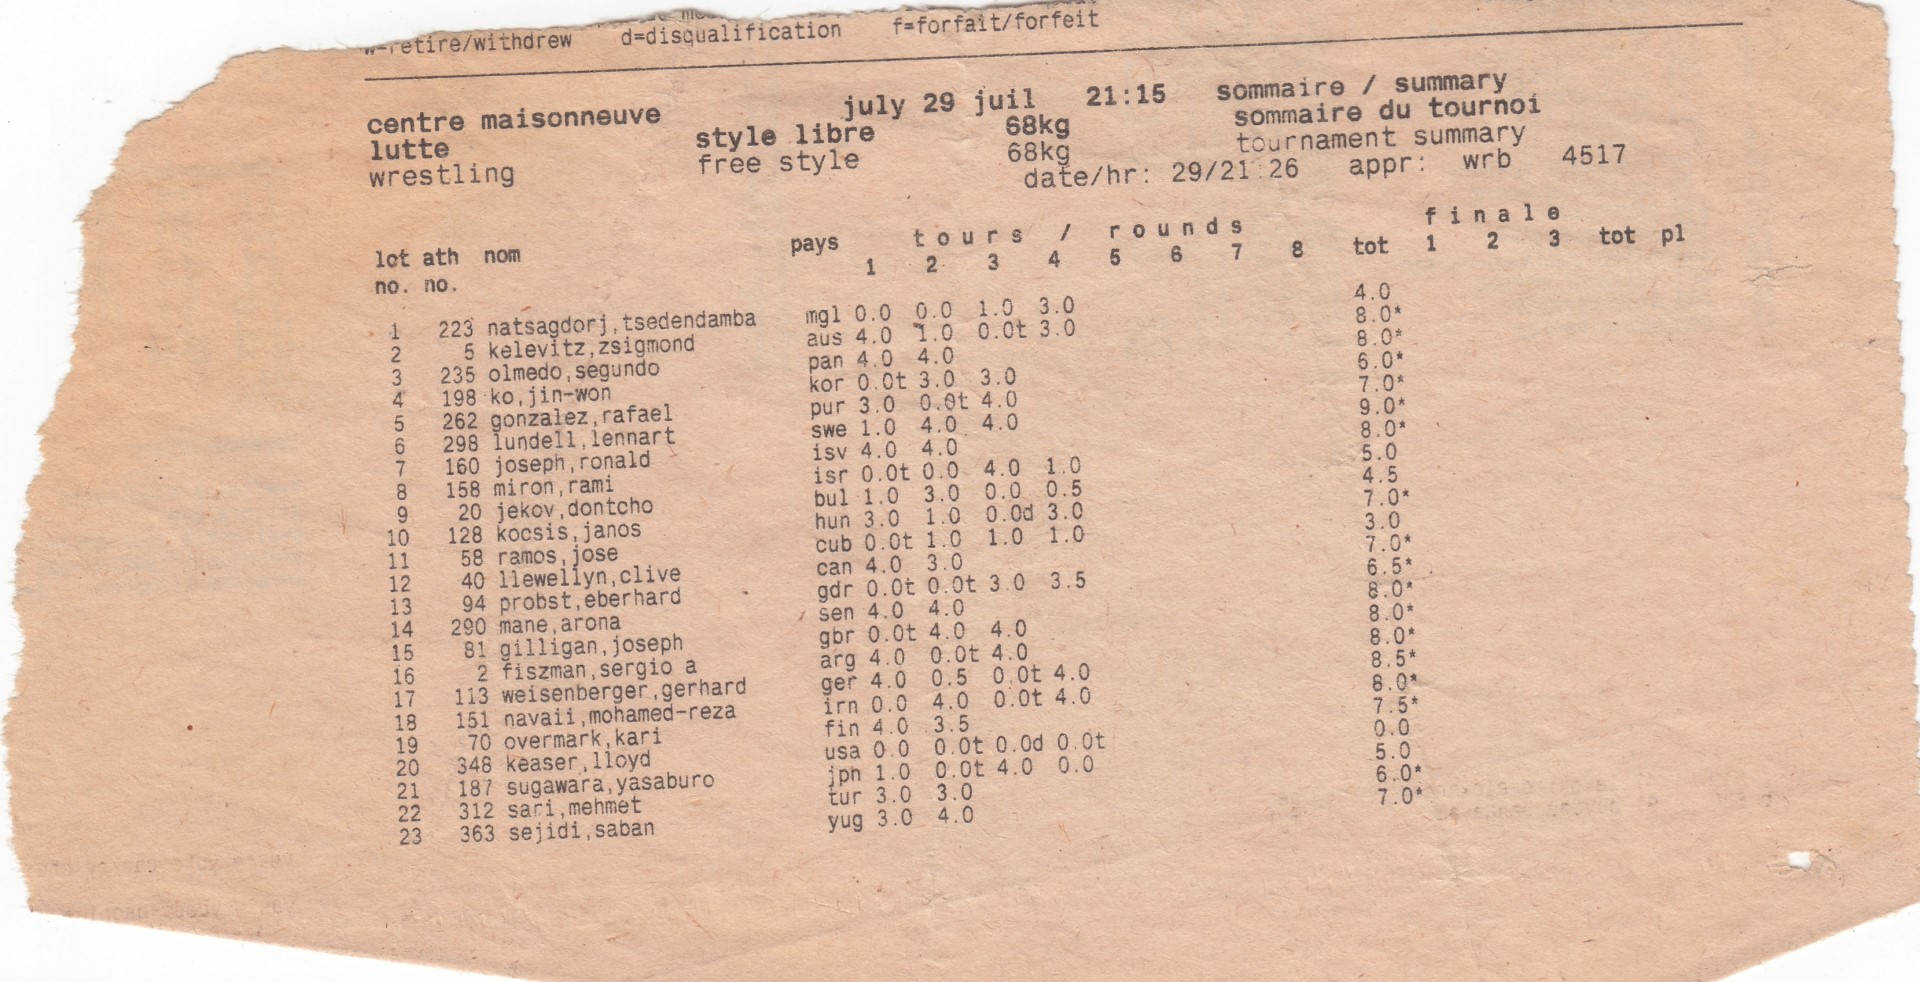 retire/withdrew d=disqualification f=forfait/forfeit
centre maisonneuve july 29 juil 21:15 sommaire / summary
lutte style libre 68kg sommaire du tournoi
wrestling free style 68kg tournament summary
date/hr: 29/21:26 appr: wrb 4517
lot ath nom pays tours / rounds finale
no. no. 1 2 3 4 5 6 7 8 tot 1 2 3 tot pl
1 223 natsagdorj,tsedendamba mgl 0.0 0.0 1.0 3.0 4.0
2 5 kelevitz,zsigmond aus 4.0 1.0 0.0t 3.0 8.0*
3 235 olmedo,segundo pan 4.0 4.0 8.0*
4 198 ko,jin-won kor 0.0t 3.0 3.0 6.0*
5 262 gonzalez,rafael pur 3.0 0.0t 4.0 7.0*
6 298 lundell,lennart swe 1.0 4.0 4.0 9.0*
7 160 joseph,ronald isv 4.0 4.0 8.0*
8 158 miron,rami isr 0.0t 0.0 4.0 1.0 5.0
9 20 jekov,dontcho bul 1.0 3.0 0.0 0.5 4.5
10 128 kocsis,janos hun 3.0 1.0 0.0d 3.0 7.0*
11 58 ramos,jose cub 0.0t 1.0 1.0 1.0 3.0
12 40 llewellyn,clive can 4.0 3.0 7.0*
13 94 probst,eberhard gdr 0.0t 0.0t 3.0 3.5 6.5*
14 290 mane,arona sen 4.0 4.0 8.0*
15 81 gilligan,joseph gbr 0.0t 4.0 4.0 8.0*
16 2 fiszman,sergio a arg 4.0 0.0t 4.0 8.0*
17 113 weisenberger,gerhard ger 4.0 0.5 0.0t 4.0 8.5*
18 151 navaii,mohamed-reza irn 0.0 4.0 0.0t 4.0 8.0*
19 70 overmark,kari fin 4.0 3.5 7.5*
20 348 keaser,lloyd usa 0.0 0.0t 0.0d 0.0t 0.0
21 187 sugawara,yasaburo jpn 1.0 0.0t 4.0 0.0 5.0
22 312 sari,mehmet tur 3.0 3.0 6.0*
23 363 sejidi,saban yug 3.0 4.0 7.0*